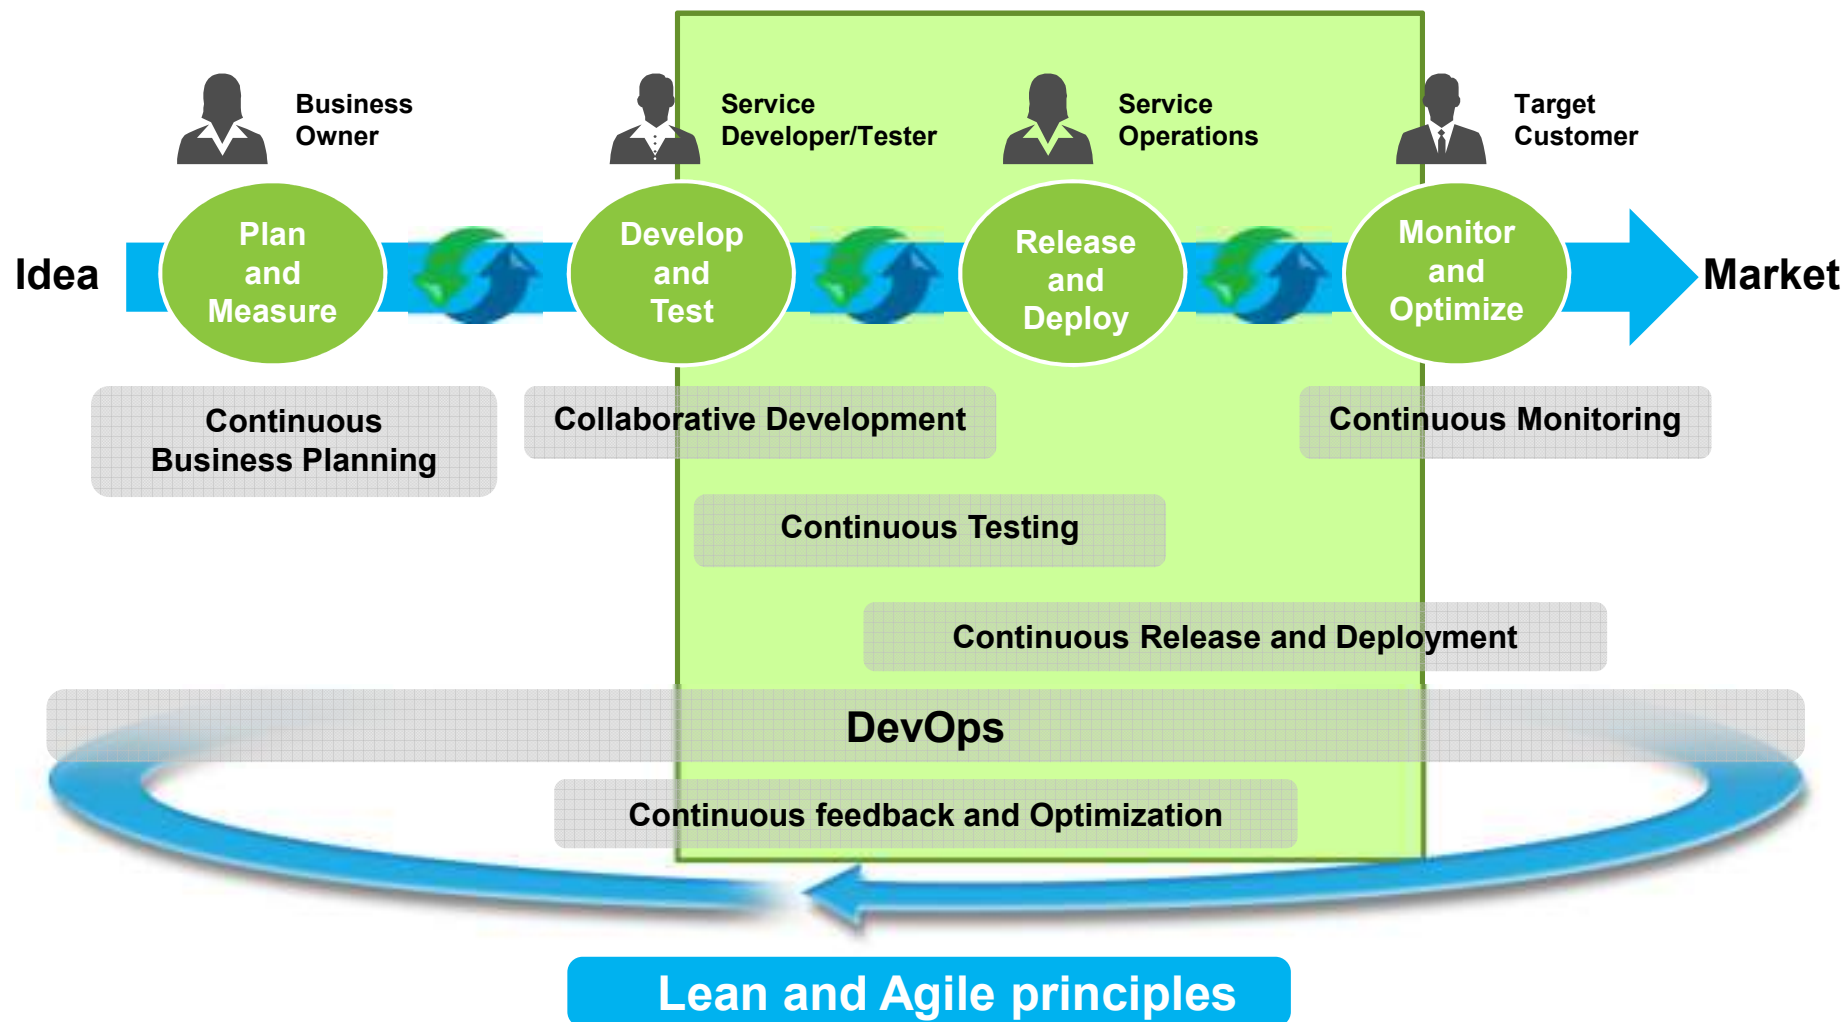 Business
Owner
Service
Developer/Tester
Service
Operations
Target
Customer
Idea
Plan
and
Measure
Develop
and
Test
Release
and
Deploy
Monitor
and
Optimize
Market
Continuous
Business Planning
Collaborative Development
Continuous Monitoring
Continuous Testing
Continuous Release and Deployment
DevOps
Continuous feedback and Optimization
Lean and Agile principles